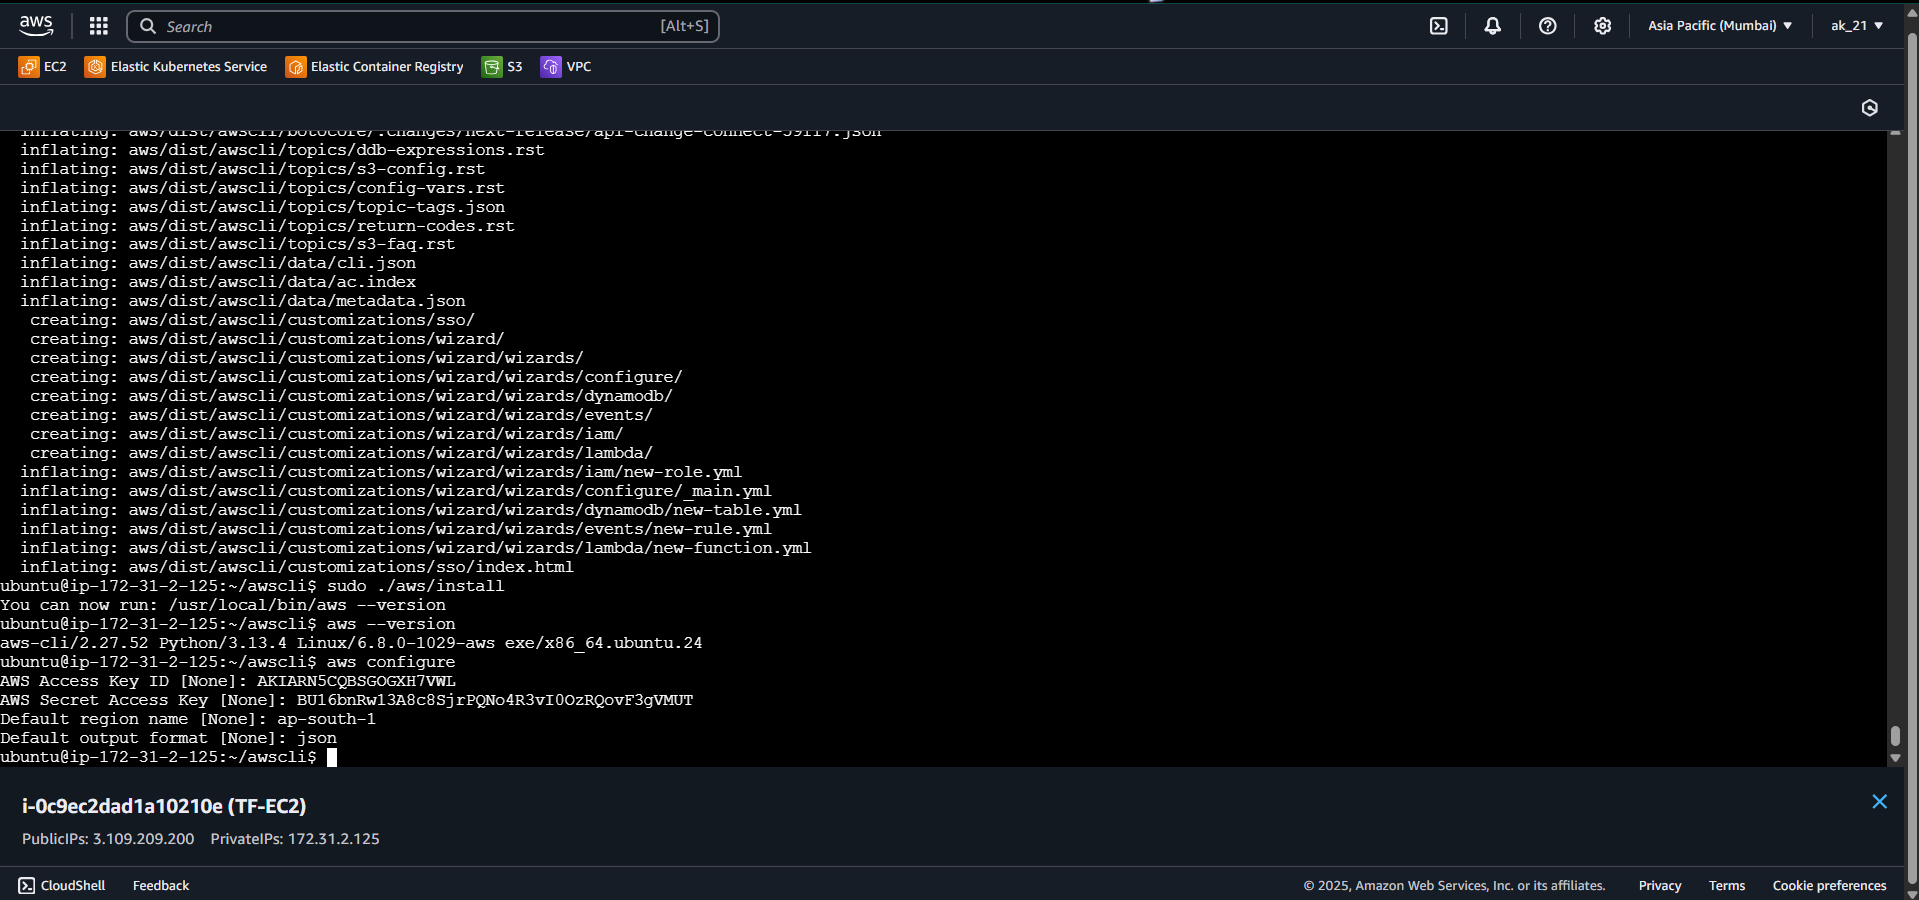 aws
Search [Alt+S] Asia Pacific (Mumbai) ak_21
EC2 Elastic Kubernetes Service Elastic Container Registry S3 VPC
inflating:
inflating: aws/dist/awscli/topics/ddb-expressions.rst
inflating: aws/dist/awscli/topics/s3-config.rst
inflating: aws/dist/awscli/topics/config-vars.rst
inflating: aws/dist/awscli/topics/topic-tags.json
inflating: aws/dist/awscli/topics/return-codes.rst
inflating: aws/dist/awscli/topics/s3-faq.rst
inflating: aws/dist/awscli/data/cli.json
inflating: aws/dist/awscli/data/ac.index
inflating: aws/dist/awscli/data/metadata.json
creating: aws/dist/awscli/customizations/sso/
creating: aws/dist/awscli/customizations/wizard/
creating: aws/dist/awscli/customizations/wizard/wizards/
creating: aws/dist/awscli/customizations/wizard/wizards/configure/
creating: aws/dist/awscli/customizations/wizard/wizards/dynamodb/
creating: aws/dist/awscli/customizations/wizard/wizards/events/
creating: aws/dist/awscli/customizations/wizard/wizards/iam/
creating: aws/dist/awscli/customizations/wizard/wizards/lambda/
inflating: aws/dist/awscli/customizations/wizard/wizards/iam/new-role.yml
inflating: aws/dist/awscli/customizations/wizard/wizards/configure/_main.yml
inflating: aws/dist/awscli/customizations/wizard/wizards/dynamodb/new-table.yml
inflating: aws/dist/awscli/customizations/wizard/wizards/events/new-rule.yml
inflating: aws/dist/awscli/customizations/wizard/wizards/lambda/new-function.yml
inflating: aws/dist/awscli/customizations/sso/index.html
ubuntu@ip-172-31-2-125:~/awscli$ sudo ./aws/install
You can now run: /usr/local/bin/aws --version
ubuntu@ip-172-31-2-125:~/awscli$ aws --version
aws-cli/2.27.52 Python/3.13.4 Linux/6.8.0-1029-aws exe/x86_64.ubuntu.24
ubuntu@ip-172-31-2-125:~/awscli$ aws configure
AWS Access Key ID [None]: AKIARN5CQBSGOGXH7VWL
AWS Secret Access Key [None]:
Default region name [None]: ap-south-1
Default output format [None]: json
ubuntu@ip-172-31-2-125:~/awscli$
i-0c9ec2dad1a10210e (TF-EC2)
PublicIPs: 3.109.209.200 PrivateIPs: 172.31.2.125
CloudShell Feedback © 2025, Amazon Web Services, Inc. or its affiliates. Privacy Terms Cookie preferences